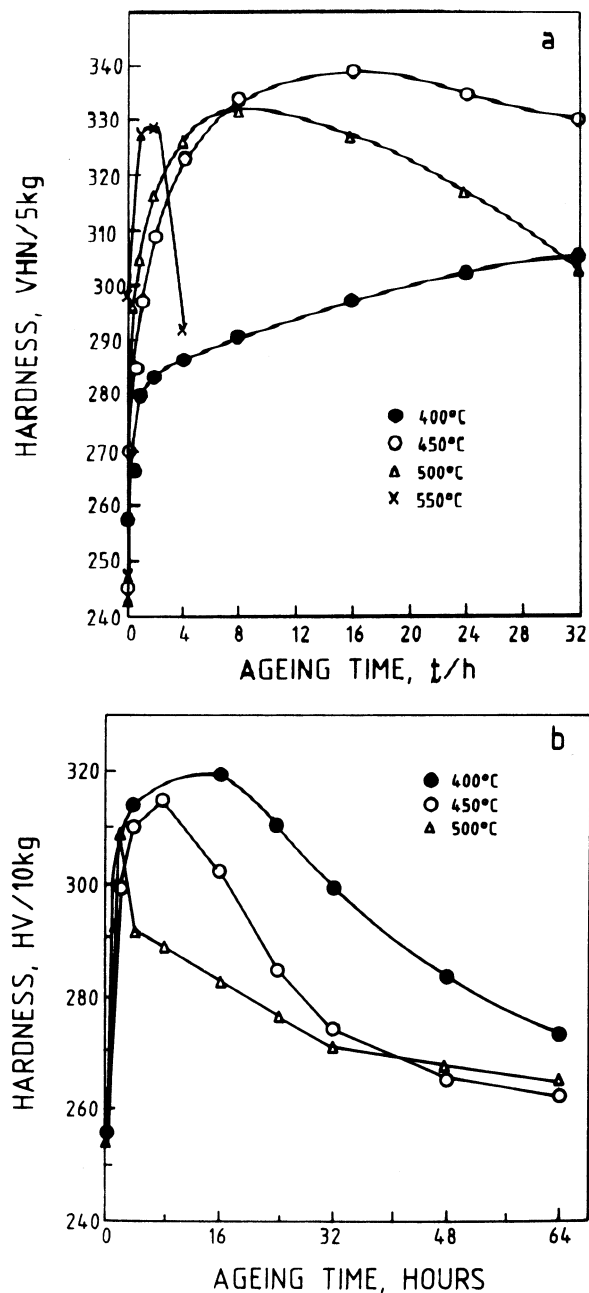 a
340
330
320
310
300
290
280
270
260
250
240
HARDNESS, VHN/5kg
400°C
450°C
500°C
550°C
0 4 8 12 16 20 24 28 32
AGEING TIME, t/h
b
320
300
280
260
240
HARDNESS, HV/10kg
400°C
450°C
500°C
0 16 32 48 64
AGEING TIME, HOURS